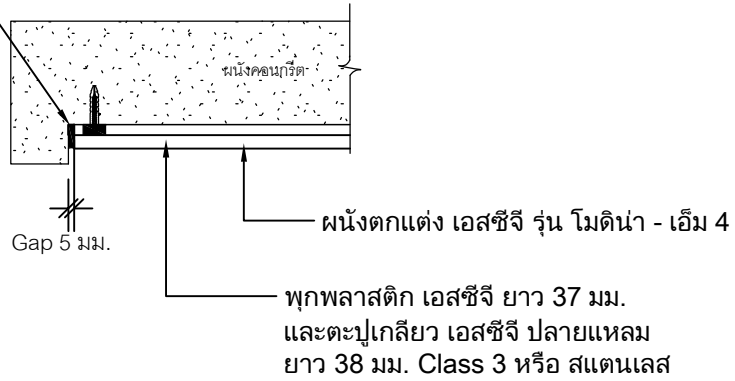 ผนังคอนกรีต
ผนังตกแต่ง เอสซีจี รุ่น โมดิน่า - เอ็ม 4
Gap 5 มม.
พุกพลาสติก เอสซีจี ยาว 37 มม.
และตะปูเกลียว เอสซีจี ปลายแหลม
ยาว 38 มม. Class 3 หรือ สแตนเลส